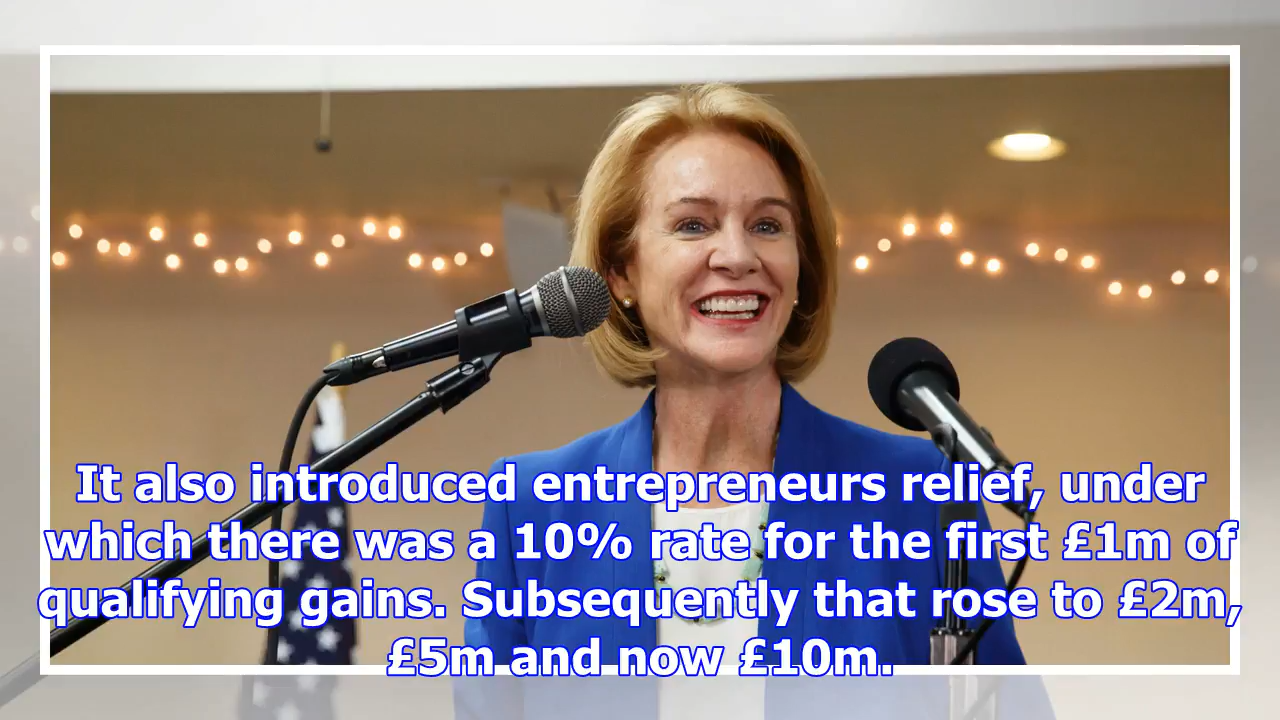 It also introduced entrepreneurs relief, under
which there was a 10% rate for the first £1m of
qualifying gains. Subsequently that rose to £2m,
£5m and now £10m.